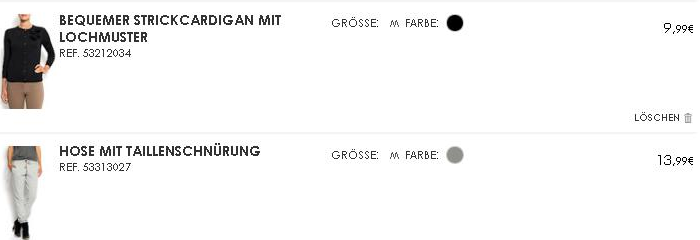 BEQUEMER STRICKCARDIGAN MIT
LOCHMUSTER
REF. 53212034
GRÖSSE: M FARBE:
9,99€
LÖSCHEN
HOSE MIT TAILLENSCHNÜRUNG
REF. 53313027
GRÖSSE: M FARBE:
13,99€